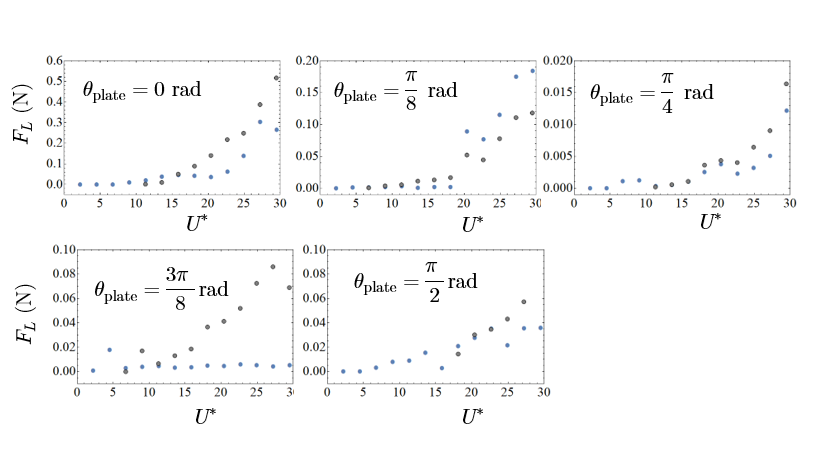 F_L (N)
θ_plate = 0 rad
0.6
0.5
0.4
0.3
0.2
0.1
0.0
0 5 10 15 20 25 30
U*
θ_plate = π/8 rad
0.20
0.15
0.10
0.05
0.00
0 5 10 15 20 25 30
U*
θ_plate = π/4 rad
0.020
0.015
0.010
0.005
0.000
0 5 10 15 20 25 30
U*
F_L (N)
θ_plate = 3π/8 rad
0.10
0.08
0.06
0.04
0.02
0.00
0 5 10 15 20 25 30
U*
θ_plate = π/2 rad
0.10
0.08
0.06
0.04
0.02
0.00
0 5 10 15 20 25 30
U*